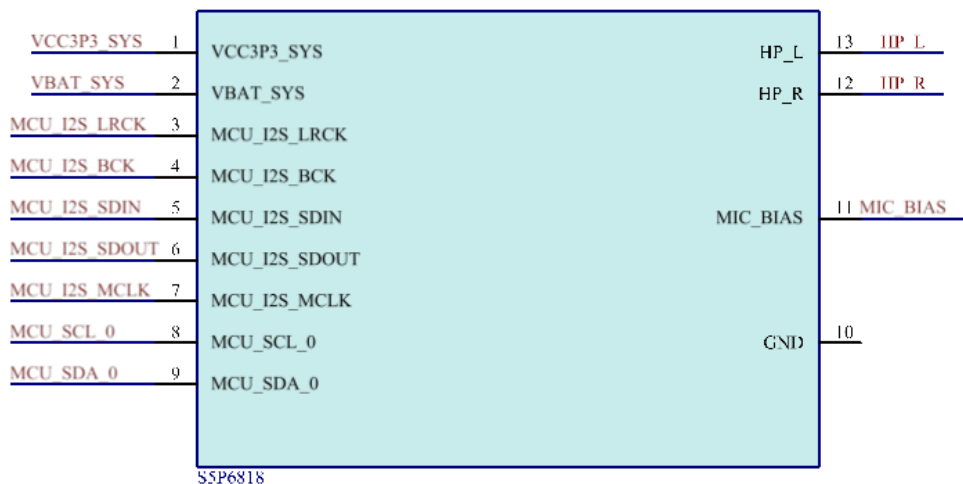 VCC3P3_SYS 1 VCC3P3_SYS HP_L 13 HP_L
VBAT_SYS 2 VBAT_SYS HP_R 12 HP_R
MCU_I2S_LRCK 3 MCU_I2S_LRCK
MCU_I2S_BCK 4 MCU_I2S_BCK
MCU_I2S_SDIN 5 MCU_I2S_SDIN MIC_BIAS 11 MIC_BIAS
MCU_I2S_SDOUT 6 MCU_I2S_SDOUT
MCU_I2S_MCLK 7 MCU_I2S_MCLK
MCU_SCL_0 8 MCU_SCL_0 GND 10
MCU_SDA_0 9 MCU_SDA_0
S5P6818